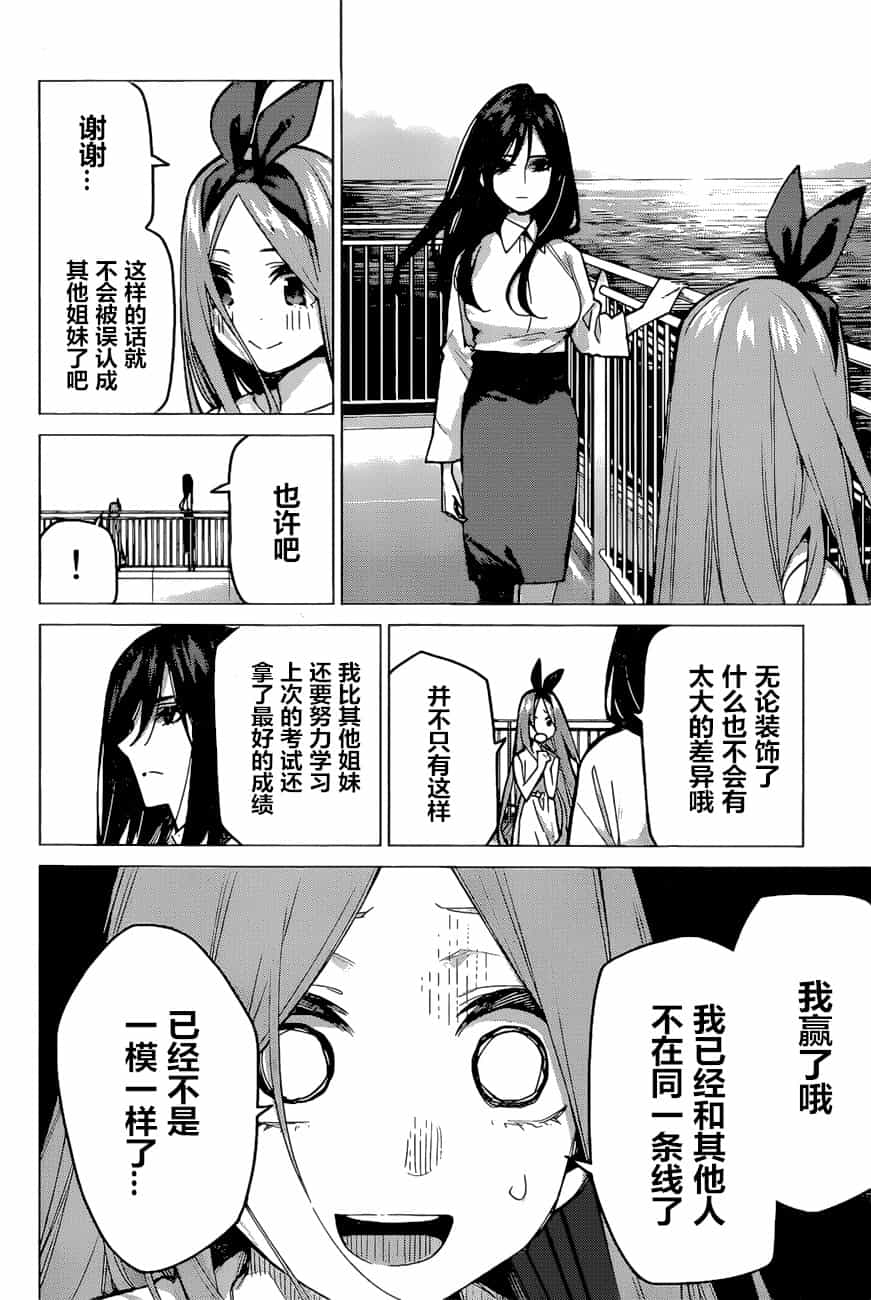 谢谢…
这样的话就
不会被误认成
其他姐妹了吧
也许吧
！
无论装饰了
什么也不会有
太大的差异哦
并不只有这样
我比其他姐妹
还要努力学习
上次的考试还
拿了最好的成绩
我赢了哦
我已经和其他人
不在同一条线了
已经不是
一模一样了…